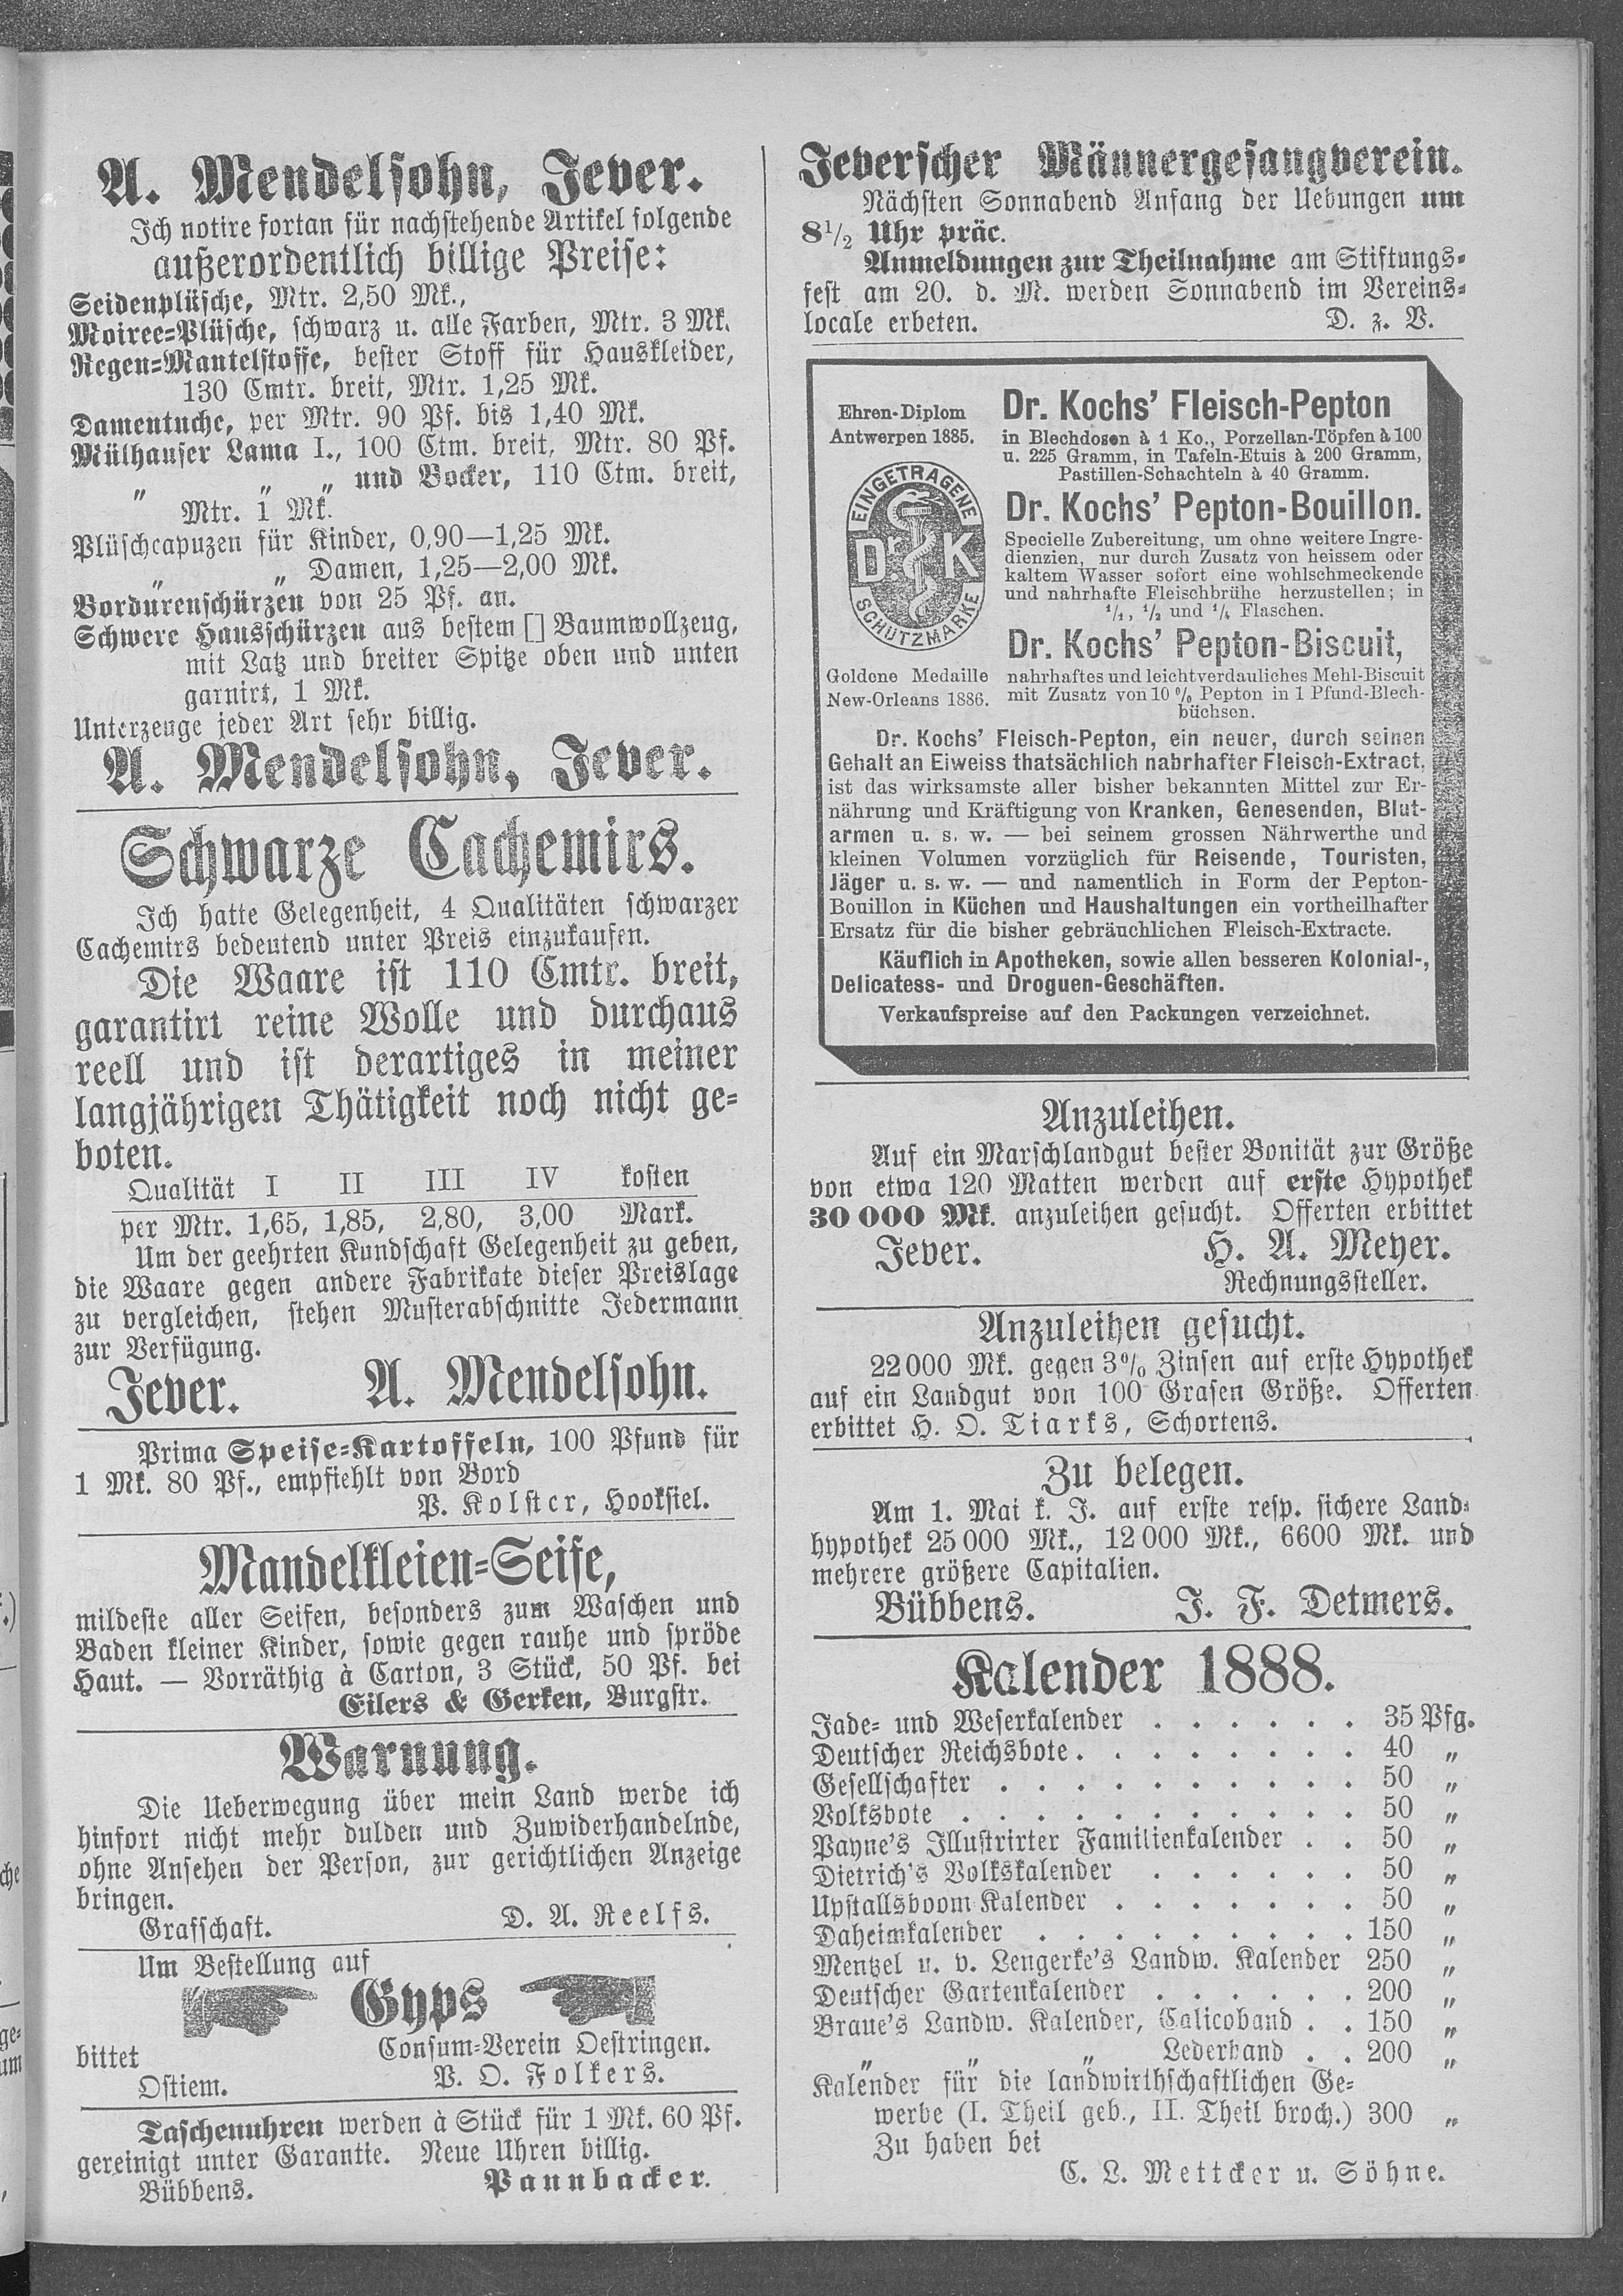 A. Mendelsohn, Jever.
Ich notire fortan für nachstehende Artikel folgende
außerordentlich billige Preise:
Seidenplüsche, Mtr. 2,50 Mk.,
Moiree=Plüsche, schwarz u. alle Farben, Mtr. 3 Mk.
Regen=Mantelstoffe, bester Stoff für Hauskleider,
130 Cmtr. breit, Mtr. 1,25 Mk.
Damentuche, per Mtr. 90 Pf. bis 1,40 Mk.
Mülhauser Lama I., 100 Ctm. breit, Mtr. 80 Pf.
" " " und Bocker, 110 Ctm. breit,
Mtr. 1 Mk.
Plüschcapuzen für Kinder, 0,90—1,25 Mk.
" " Damen, 1,25—2,00 Mk.
Bordürenschürzen von 25 Pf. an.
Schwere Hausschürzen aus bestem [] Baumwollzeug,
mit Latz und breiter Spitze oben und unten
garnirt, 1 Mk.
Unterzeuge jeder Art sehr billig.
A. Mendelsohn, Jever.
Schwarze Cachemirs.
Ich hatte Gelegenheit, 4 Qualitäten schwarzer
Cachemirs bedeutend unter Preis einzukaufen.
Die Waare ist 110 Cmtr. breit,
garantirt reine Wolle und durchaus
reell und ist derartiges in meiner
langjährigen Thätigkeit noch nicht ge=
boten.
Qualität I II III IV kosten
per Mtr. 1,65, 1,85, 2,80, 3,00 Mark.
Um der geehrten Kundschaft Gelegenheit zu geben,
die Waare gegen andere Fabrikate dieser Preislage
zu vergleichen, stehen Musterabschnitte Jedermann
zur Verfügung.
Jever. A. Mendelsohn.
Prima Speise=Kartoffeln, 100 Pfund für
1 Mk. 80 Pf., empfiehlt von Bord
P. Kolster, Hooksiel.
Mandelkleien=Seife,
mildeste aller Seifen, besonders zum Waschen und
Baden kleiner Kinder, sowie gegen rauhe und spröde
Haut. — Vorräthig à Carton, 3 Stück, 50 Pf. bei
Eilers & Gerken, Burgstr.
Warnung.
Die Ueberwegung über mein Land werde ich
hinfort nicht mehr dulden und Zuwiderhandelnde,
ohne Ansehen der Person, zur gerichtlichen Anzeige
bringen.
Grafschaft. D. A. Reelfs.
Um Bestellung auf
Gyps
bittet Consum=Verein Oestringen.
Ostiem. P. O. Folkers.
Taschenuhren werden à Stück für 1 Mk. 60 Pf.
gereinigt unter Garantie. Neue Uhren billig.
Bübbens. Pannbacker.
Jeverscher Männergesangverein.
Nächsten Sonnabend Anfang der Uebungen um
8 1/2 Uhr präc.
Anmeldungen zur Theilnahme am Stiftungs=
fest am 20. d. M. werden Sonnabend im Vereins=
locale erbeten. D. z. V.
Ehren-Diplom
Antwerpen 1885.
EINGETRAGENE
Dr. K
SCHUTZMARKE
Goldene Medaille
New-Orleans 1886.
Dr. Kochs' Fleisch-Pepton
in Blechdosen à 1 Ko., Porzellan-Töpfen à 100
u. 225 Gramm, in Tafeln-Etuis à 200 Gramm,
Pastillen-Schachteln à 40 Gramm.
Dr. Kochs' Pepton-Bouillon.
Specielle Zubereitung, um ohne weitere Ingre-
dienzien, nur durch Zusatz von heissem oder
kaltem Wasser sofort eine wohlschmeckende
und nahrhafte Fleischbrühe herzustellen; in
1/1, 1/2 und 1/4 Flaschen.
Dr. Kochs' Pepton-Biscuit,
nahrhaftes und leichtverdauliches Mehl-Biscuit
mit Zusatz von 10 % Pepton in 1 Pfund-Blech-
büchsen.
Dr. Kochs' Fleisch-Pepton, ein neuer, durch seinen
Gehalt an Eiweiss thatsächlich nahrhafter Fleisch-Extract,
ist das wirksamste aller bisher bekannten Mittel zur Er-
nährung und Kräftigung von Kranken, Genesenden, Blut-
armen u. s. w. — bei seinem grossen Nährwerthe und
kleinen Volumen vorzüglich für Reisende, Touristen,
Jäger u. s. w. — und namentlich in Form der Pepton-
Bouillon in Küchen und Haushaltungen ein vortheilhafter
Ersatz für die bisher gebräuchlichen Fleisch-Extracte.
Käuflich in Apotheken, sowie allen besseren Kolonial-,
Delicatess- und Droguen-Geschäften.
Verkaufspreise auf den Packungen verzeichnet.
Anzuleihen.
Auf ein Marschlandgut bester Bonität zur Größe
von etwa 120 Matten werden auf erste Hypothek
30 000 Mk. anzuleihen gesucht. Offerten erbittet
Jever. H. A. Meyer.
Rechnungssteller.
Anzuleihen gesucht.
22 000 Mk. gegen 3% Zinsen auf erste Hypothek
auf ein Landgut von 100 Grasen Größe. Offerten
erbittet H. O. Tiarks, Schortens.
Zu belegen.
Am 1. Mai k. J. auf erste resp. sichere Land=
hypothek 25 000 Mk., 12 000 Mk., 6600 Mk. und
mehrere größere Capitalien.
Bübbens. J. F. Detmers.
Kalender 1888.
Jade= und Weserkalender . . . . . . 35 Pfg.
Deutscher Reichsbote . . . . . . . . 40 "
Gesellschafter . . . . . . . . . . 50 "
Volksbote . . . . . . . . . . . 50 "
Payne's Illustrirter Familienkalender . . 50 "
Dietrich's Volkskalender . . . . . . 50 "
Upstallsboom Kalender . . . . . . . 50 "
Daheimkalender . . . . . . . . . 150 "
Mentzel u. v. Lengerke's Landw. Kalender 250 "
Deutscher Gartenkalender . . . . . . 200 "
Braue's Landw. Kalender, Calicoband . . 150 "
" " " Lederband . . 200 "
Kalender für die landwirthschaftlichen Ge=
werbe (I. Theil geb., II. Theil broch.) 300 "
Zu haben bei
C. L. Mettcker u. Söhne.